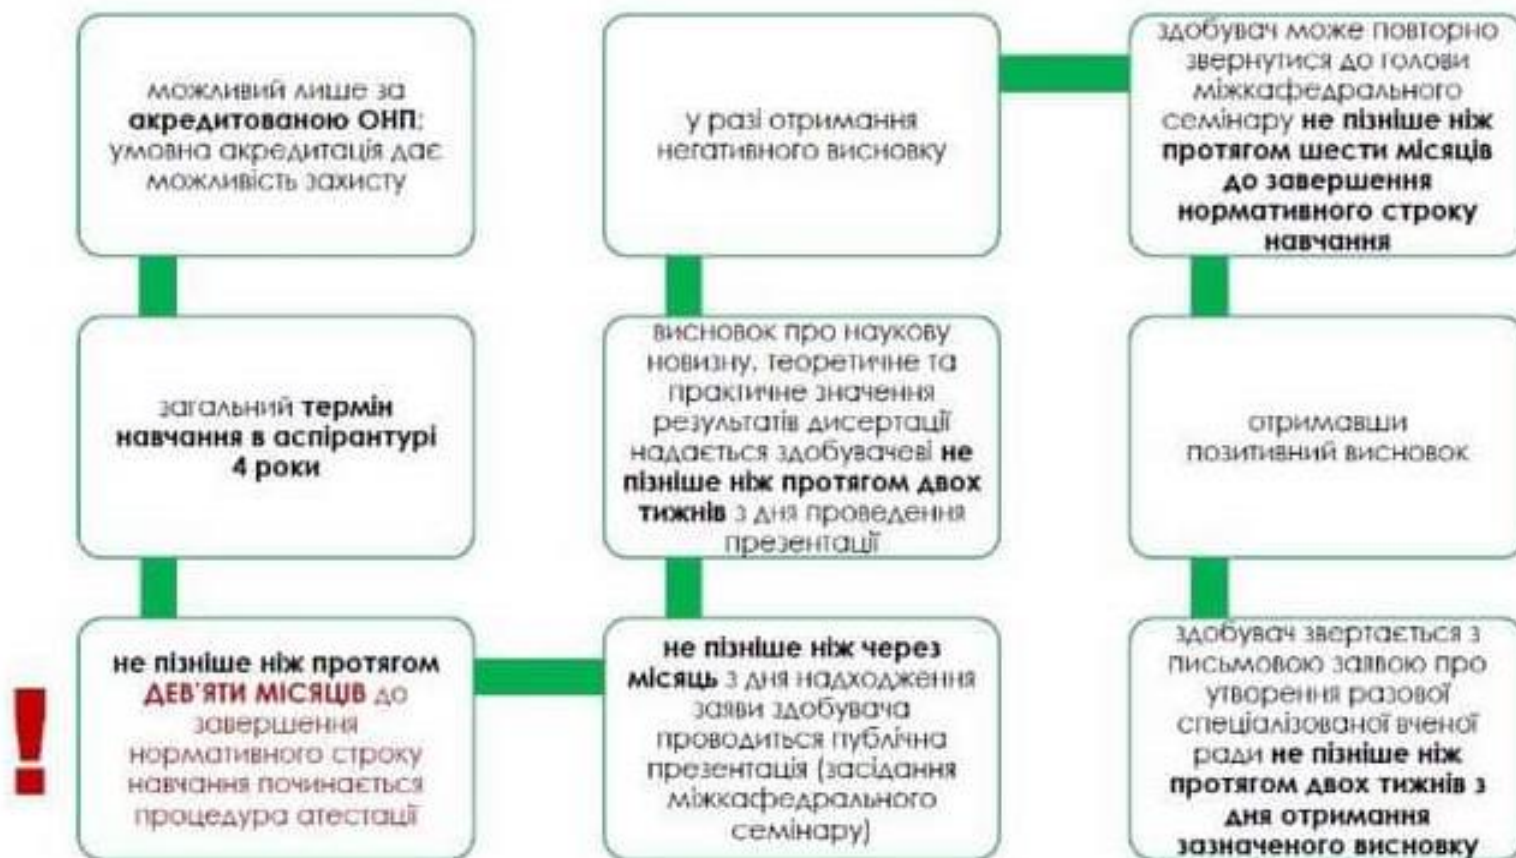 можливий лише за
акредитованою ОНП;
умовна акредитація дає
можливість захисту
загальний термін
навчання в аспірантурі
4 роки
!
не пізніше ніж протягом
ДЕВ'ЯТИ МІСЯЦІВ до
завершення
нормативного строку
навчання починається
процедура атестації
не пізніше ніж через
місяць з дня надходження
заяви здобувача
проводиться публічна
презентація (засідання
міжкафедрального
семінару)
висновок про наукову
новизну, теоретичне та
практичне значення
результатів дисертації
надається здобувачеві не
пізніше ніж протягом двох
тижнів з дня проведення
презентації
у разі отримання
негативного висновку
здобувач може повторно
звернутися до голови
міжкафедрального
семінару не пізніше ніж
протягом шести місяців
до завершення
нормативного строку
навчання
отримавши
позитивний висновок
здобувач звертається з
письмовою заявою про
утворення разової
спеціалізованої вченої
ради не пізніше ніж
протягом двох тижнів з
дня отримання
зазначеного висновку